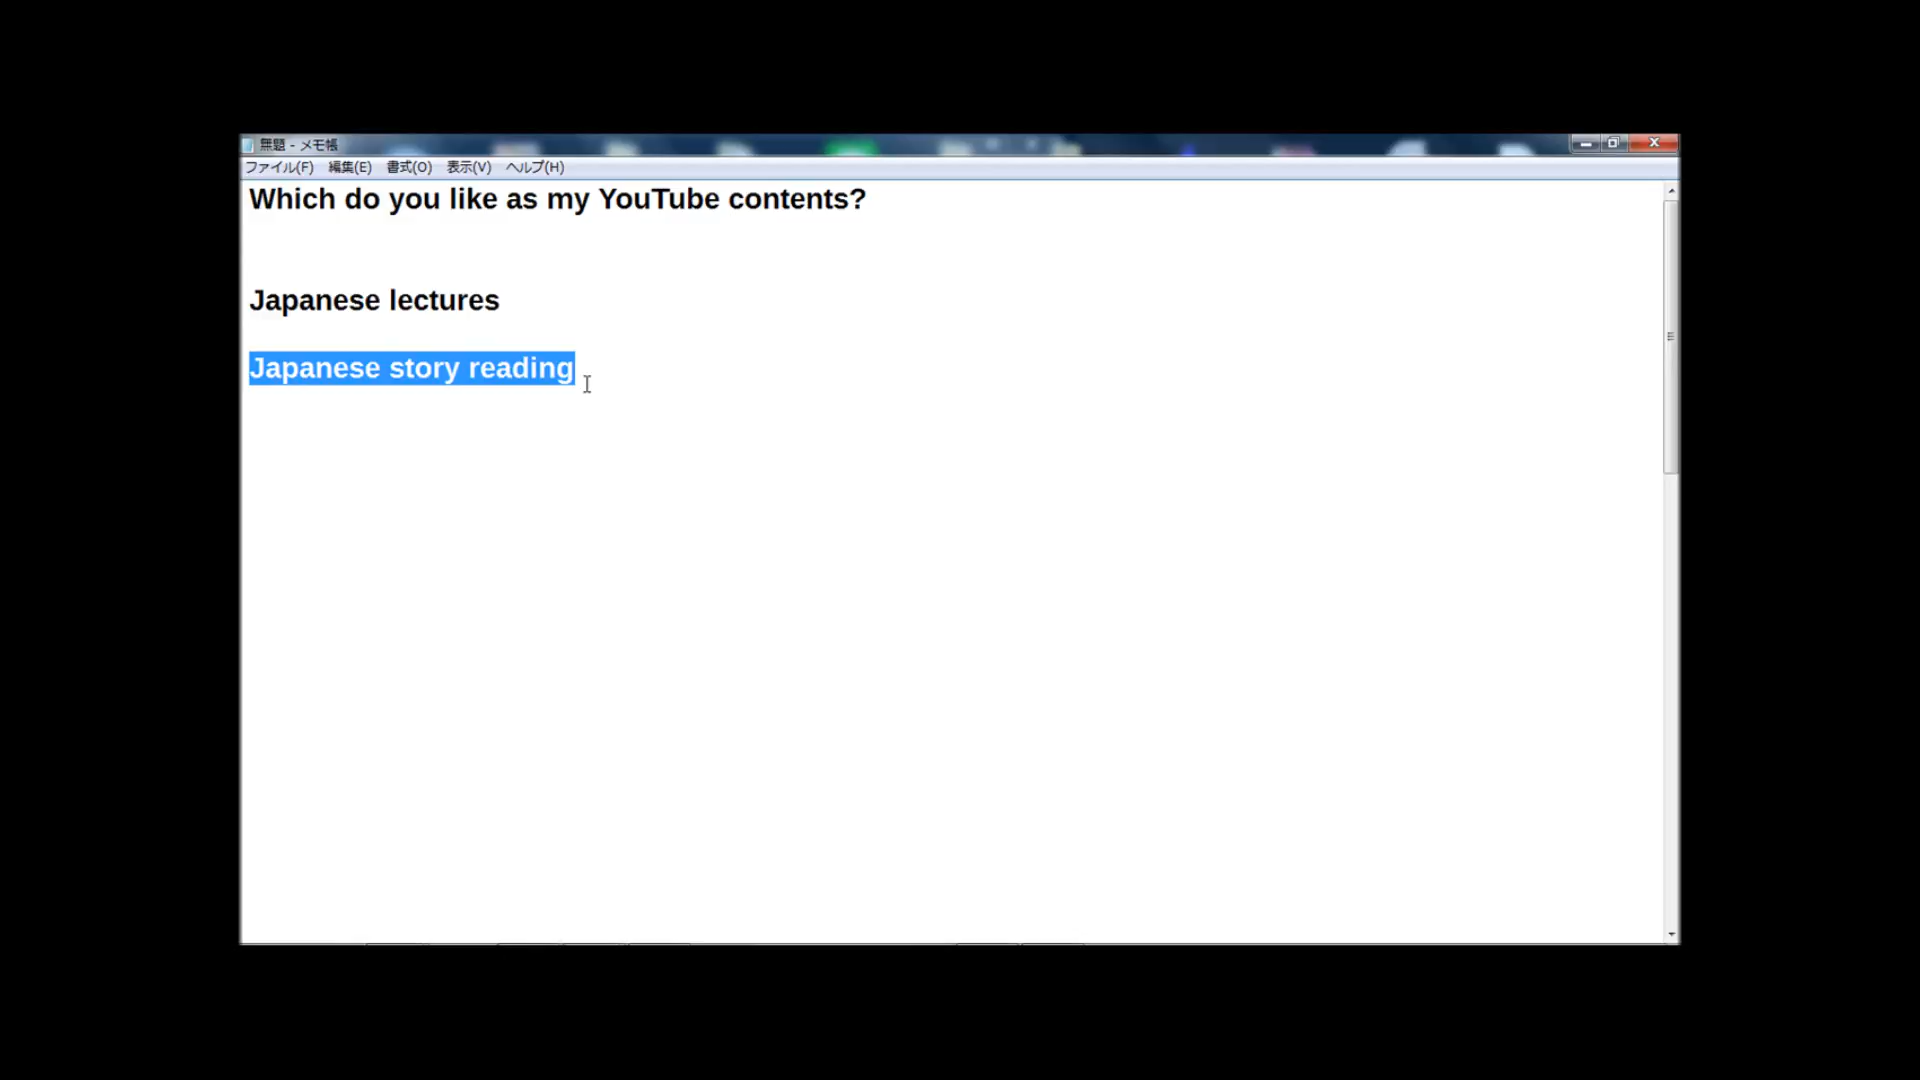 無題 - メモ帳
ファイル(F) 編集(E) 書式(O) 表示(V) ヘルプ(H)
Which do you like as my YouTube contents?
Japanese lectures
Japanese story reading